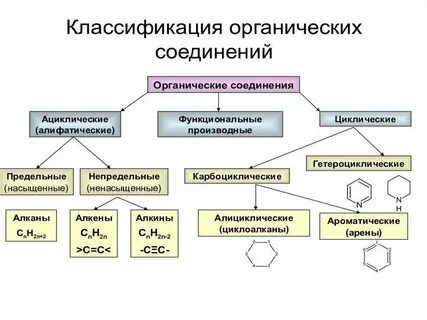 Классификация органических
соединений
Органические соединения
Ациклические
(алифатические)
Функциональные
производные
Циклические
Предельные
(насыщенные)
Непредельные
(ненасыщенные)
Карбоциклические
Гетероциклические
Алканы
CnH2n+2
Алкены
CnH2n
>C=C<
Алкины
CnH2n-2
-CΞC-
Алициклические
(циклоалканы)
Ароматические
(арены)
N
N
H